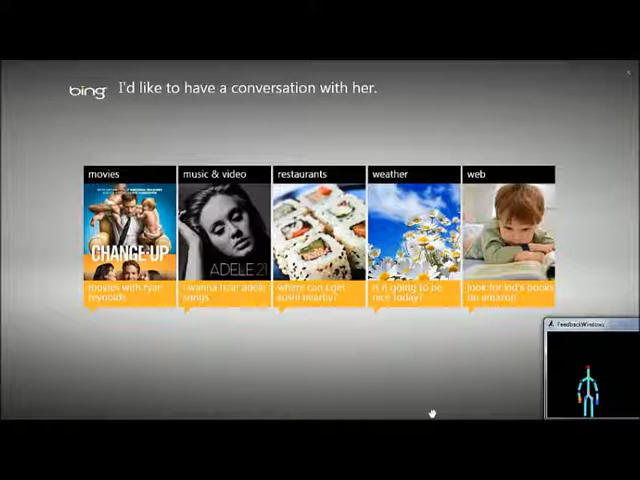 bing
I'd like to have a conversation with her.
movies
music & video
restaurants
weather
web
CHANGE-UP
ADELE 21
movies with ryan
reynolds
i wanna hear adele
songs
where can i get
sushi nearby?
is it going to be
nice today?
look for kid's books
on amazon
FeedbackWindows